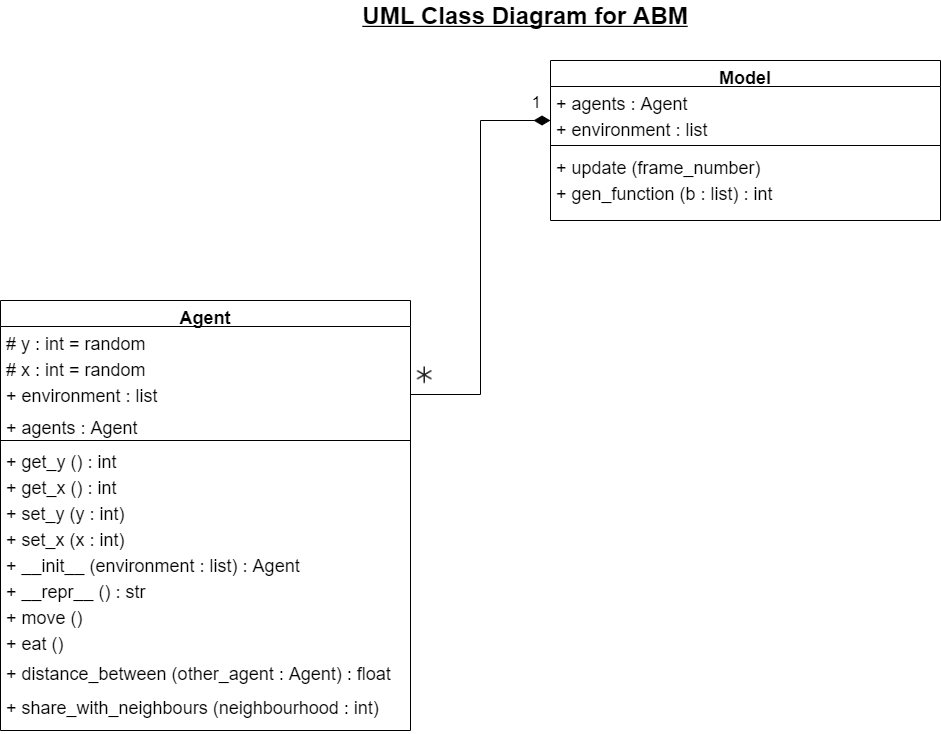 UML Class Diagram for ABM
Model
1
+ agents : Agent
+ environment : list
+ update (frame_number)
+ gen_function (b : list) : int
Agent
# y : int = random
# x : int = random
*
+ environment : list
+ agents : Agent
+ get_y () : int
+ get_x () : int
+ set_y (y : int)
+ set_x (x : int)
+ __init__ (environment : list) : Agent
+ __repr__ () : str
+ move ()
+ eat ()
+ distance_between (other_agent : Agent) : float
+ share_with_neighbours (neighbourhood : int)